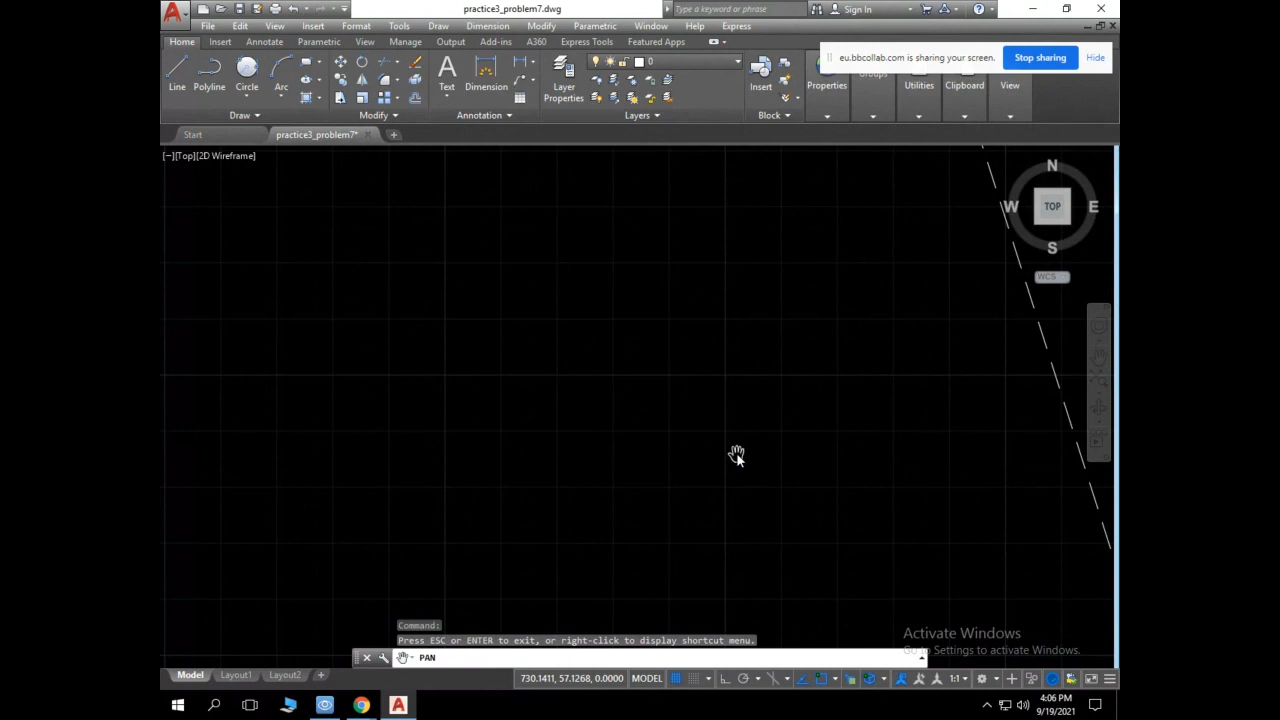 practice3_problem7.dwg
Type a keyword or phrase
Sign In
File Edit View Insert Format Tools Draw Dimension Modify Parametric Window Help Express
Home Insert Annotate Parametric View Manage Output Add-ins A360 Express Tools Featured Apps
eu.bbcollab.com is sharing your screen. Stop sharing Hide
0
Line Polyline Circle Arc Text Dimension Layer Properties Insert Properties Groups Utilities Clipboard View
Draw Modify Annotation Layers Block
Start practice3_problem7* +
[−][Top][2D Wireframe]
N
W TOP E
S
WCS
Command:
Press ESC or ENTER to exit, or right-click to display shortcut menu.
PAN
Activate Windows
Go to Settings to activate Windows.
Model Layout1 Layout2 +
730.1411, 57.1268, 0.0000 MODEL 1:1
4:06 PM
9/19/2021